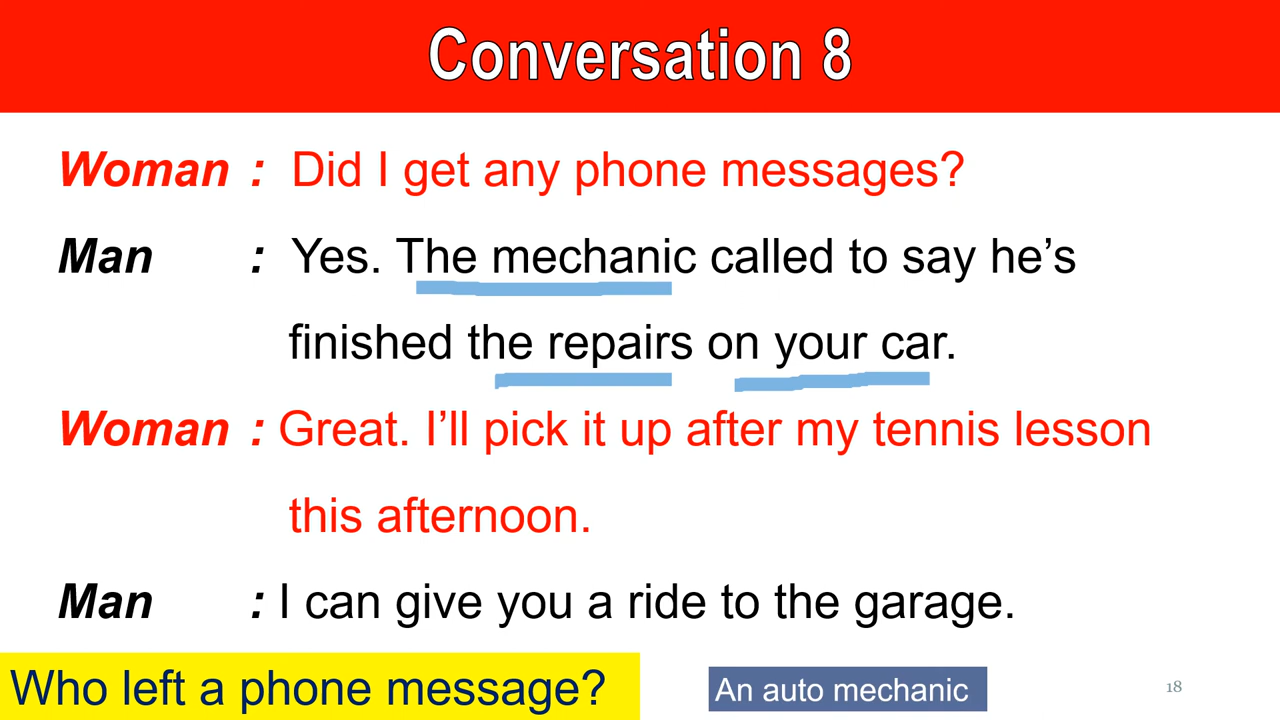 Conversation 8
Woman : Did I get any phone messages?
Man : Yes. The mechanic called to say he’s
finished the repairs on your car.
Woman : Great. I’ll pick it up after my tennis lesson
this afternoon.
Man : I can give you a ride to the garage.
Who left a phone message?
An auto mechanic
18